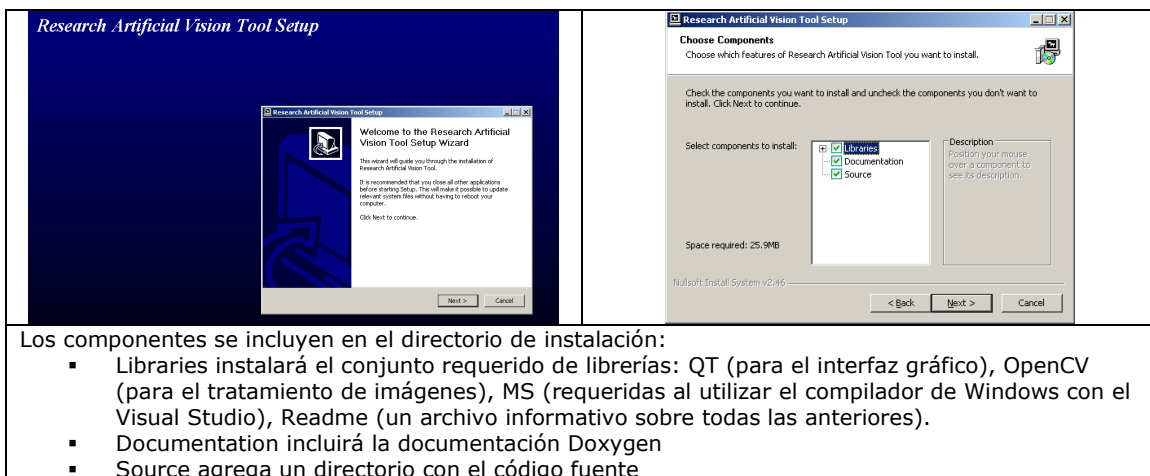 Research Artificial Vision Tool Setup
Research Artificial Vision Tool Setup
Welcome to the Research Artificial
Vision Tool Setup Wizard
This wizard will guide you through the installation of
Research Artificial Vision Tool.
It is recommended that you close all other applications
before starting Setup. This will make it possible to update
relevant system files without having to reboot your
computer.
Click Next to continue.
Next >
Cancel
Research Artificial Vision Tool Setup
Choose Components
Choose which features of Research Artificial Vision Tool you want to install.
Check the components you want to install and uncheck the components you don't want to
install. Click Next to continue.
Select components to install:
Libraries
Documentation
Source
Description
Position your mouse
over a component to
see its description.
Space required: 25.9MB
Nullsoft Install System v2.46
< Back
Next >
Cancel
Los componentes se incluyen en el directorio de instalación:
▪ Libraries instalará el conjunto requerido de librerías: QT (para el interfaz gráfico), OpenCV
(para el tratamiento de imágenes), MS (requeridas al utilizar el compilador de Windows con el
Visual Studio), Readme (un archivo informativo sobre todas las anteriores).
▪ Documentation incluirá la documentación Doxygen
▪ Source agrega un directorio con el código fuente